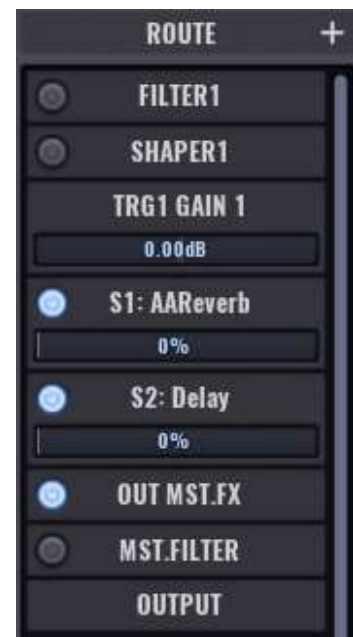 ROUTE +
FILTER1
SHAPER1
TRG1 GAIN 1
0.00dB
S1: AAReverb
0%
S2: Delay
0%
OUT MST.FX
MST.FILTER
OUTPUT